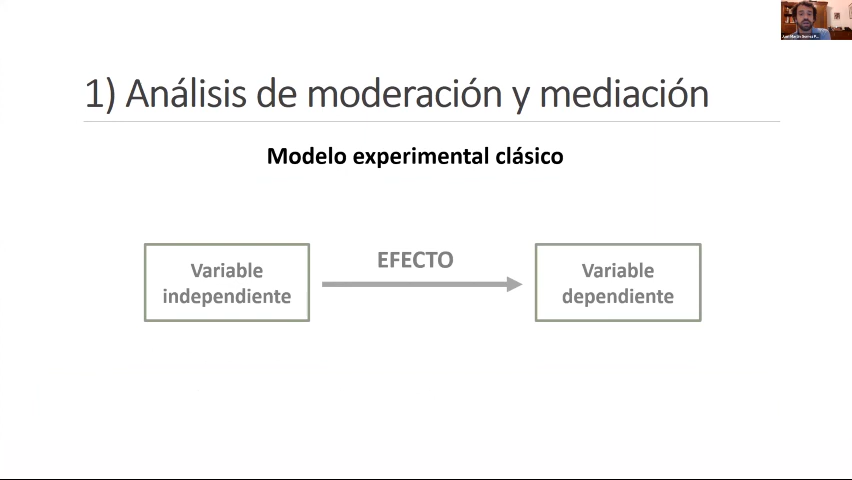 1) Análisis de moderación y mediación
Modelo experimental clásico
Variable
independiente
EFECTO
Variable
dependiente